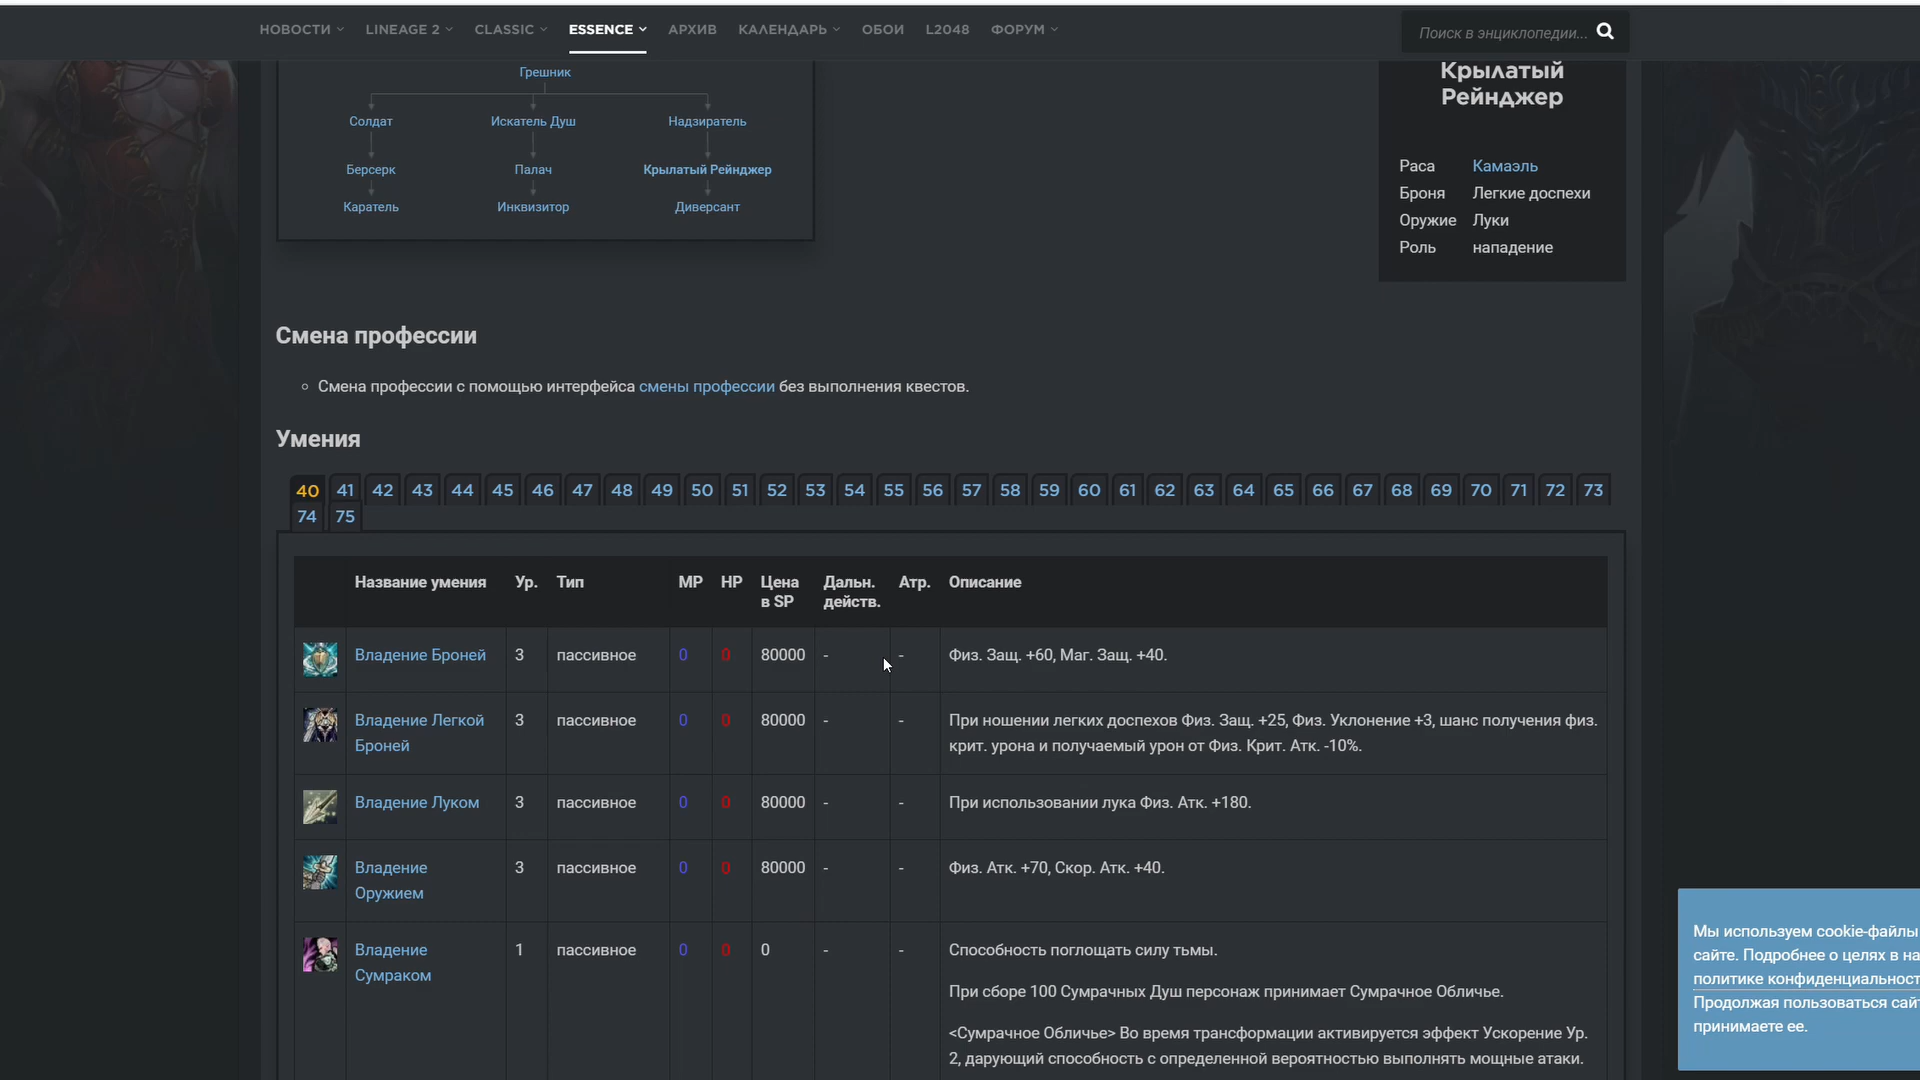 НОВОСТИ LINEAGE 2 CLASSIC ESSENCE АРХИВ КАЛЕНДАРЬ ОБОИ L2048 ФОРУМ
Поиск в энциклопедии...
Грешник
Солдат Искатель Душ Надзиратель
Берсерк Палач Крылатый Рейнджер
Каратель Инквизитор Диверсант
Крылатый
Рейнджер
Раса Камаэль
Броня Легкие доспехи
Оружие Луки
Роль нападение
Смена профессии
Смена профессии с помощью интерфейса смены профессии без выполнения квестов.
Умения
40 41 42 43 44 45 46 47 48 49 50 51 52 53 54 55 56 57 58 59 60 61 62 63 64 65 66 67 68 69 70 71 72 73
74 75
Название умения Ур. Тип MP HP Цена Дальн. Атр. Описание
в SP действ.
Владение Броней 3 пассивное 0 0 80000 - - Физ. Защ. +60, Маг. Защ. +40.
Владение Легкой 3 пассивное 0 0 80000 - - При ношении легких доспехов Физ. Защ. +25, Физ. Уклонение +3, шанс получения физ.
Броней крит. урона и получаемый урон от Физ. Крит. Атк. -10%.
Владение Луком 3 пассивное 0 0 80000 - - При использовании лука Физ. Атк. +180.
Владение 3 пассивное 0 0 80000 - - Физ. Атк. +70, Скор. Атк. +40.
Оружием
Владение 1 пассивное 0 0 0 - - Способность поглощать силу тьмы.
Сумраком
При сборе 100 Сумрачных Душ персонаж принимает Сумрачное Обличье.
<Сумрачное Обличье> Во время трансформации активируется эффект Ускорение Ур.
2, дарующий способность с определенной вероятностью выполнять мощные атаки.
Мы используем cookie-файлы
сайте. Подробнее о целях в на
политике конфиденциальност
Продолжая пользоваться сай
принимаете ее.